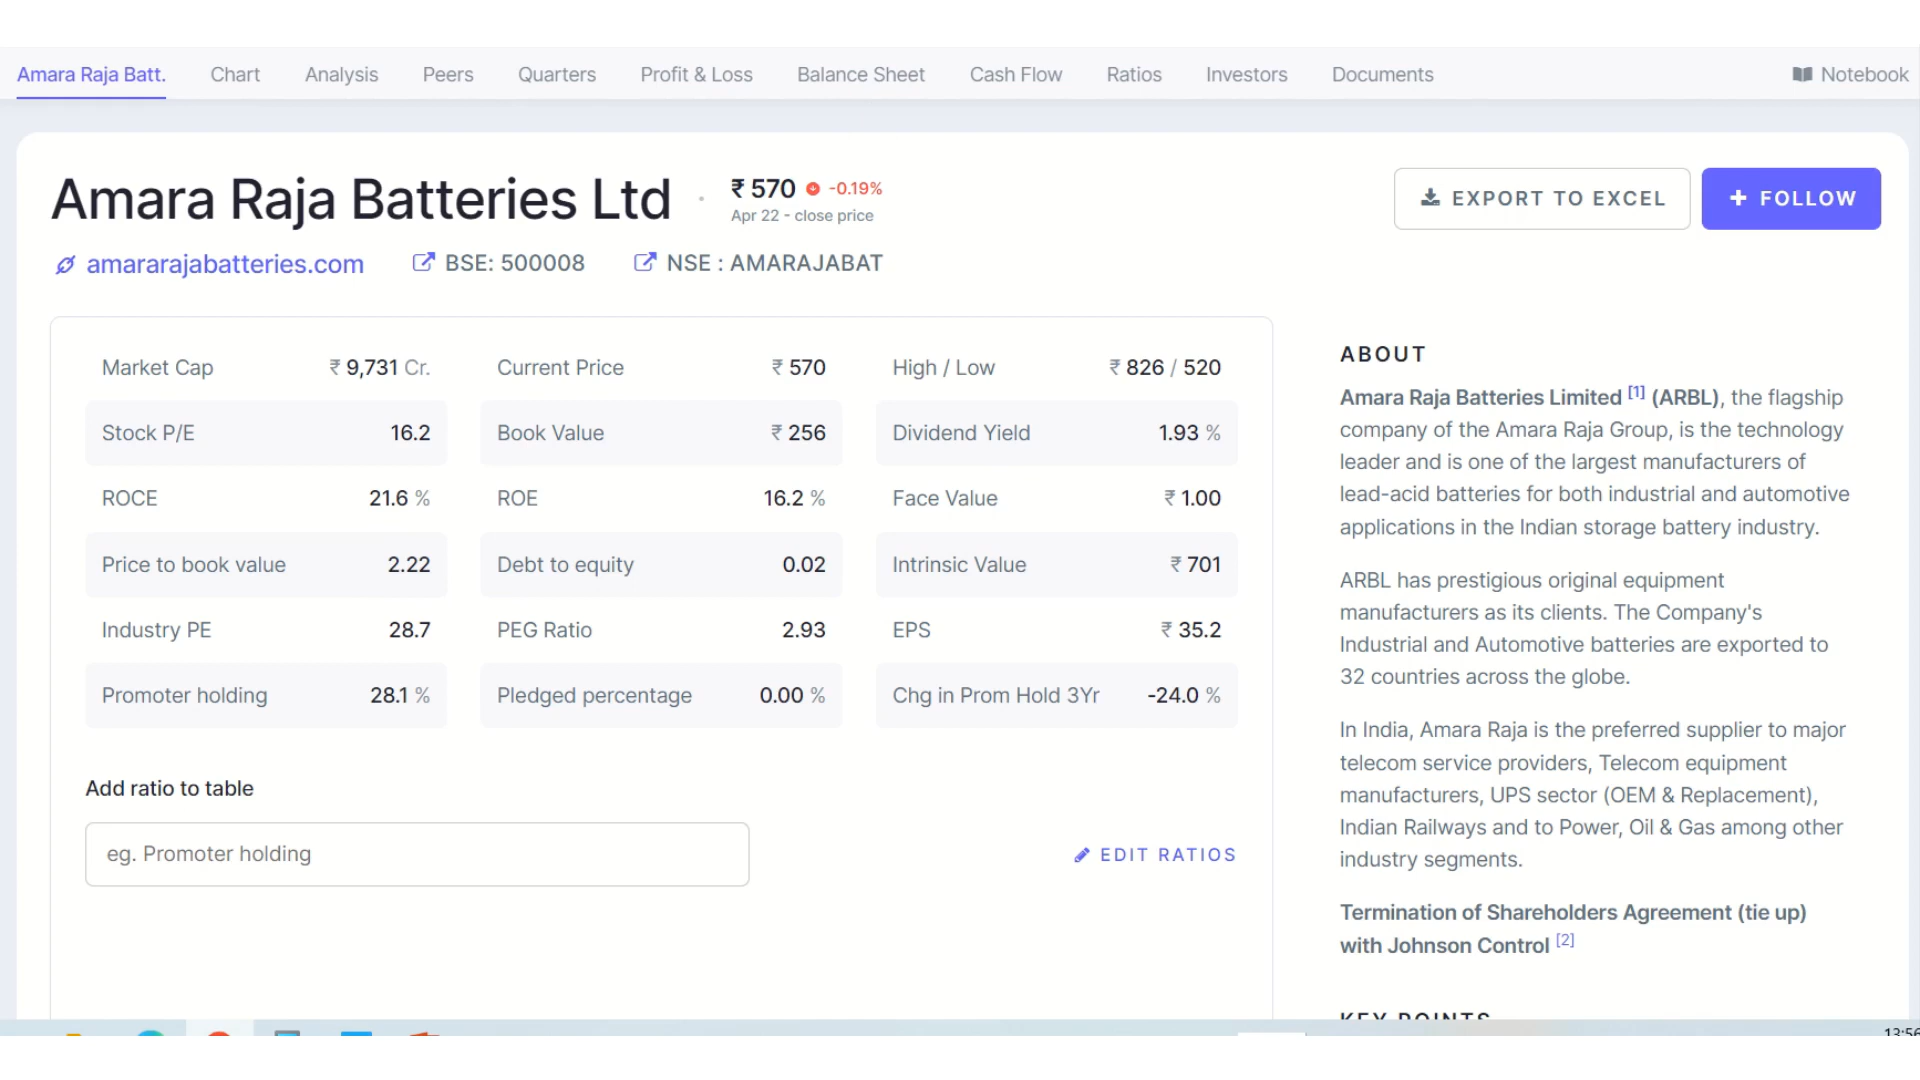 Amara Raja Batt. Chart Analysis Peers Quarters Profit & Loss Balance Sheet Cash Flow Ratios Investors Documents Notebook
Amara Raja Batteries Ltd · ₹ 570 -0.19%
Apr 22 - close price
EXPORT TO EXCEL
+ FOLLOW
amararajabatteries.com BSE: 500008 NSE : AMARAJABAT
Market Cap ₹ 9,731 Cr. Current Price ₹ 570 High / Low ₹ 826 / 520
Stock P/E 16.2 Book Value ₹ 256 Dividend Yield 1.93 %
ROCE 21.6 % ROE 16.2 % Face Value ₹ 1.00
Price to book value 2.22 Debt to equity 0.02 Intrinsic Value ₹ 701
Industry PE 28.7 PEG Ratio 2.93 EPS ₹ 35.2
Promoter holding 28.1 % Pledged percentage 0.00 % Chg in Prom Hold 3Yr -24.0 %
Add ratio to table
eg. Promoter holding
EDIT RATIOS
ABOUT
Amara Raja Batteries Limited [1] (ARBL), the flagship
company of the Amara Raja Group, is the technology
leader and is one of the largest manufacturers of
lead-acid batteries for both industrial and automotive
applications in the Indian storage battery industry.
ARBL has prestigious original equipment
manufacturers as its clients. The Company's
Industrial and Automotive batteries are exported to
32 countries across the globe.
In India, Amara Raja is the preferred supplier to major
telecom service providers, Telecom equipment
manufacturers, UPS sector (OEM & Replacement),
Indian Railways and to Power, Oil & Gas among other
industry segments.
Termination of Shareholders Agreement (tie up)
with Johnson Control [2]
KEY POINTS
13:56